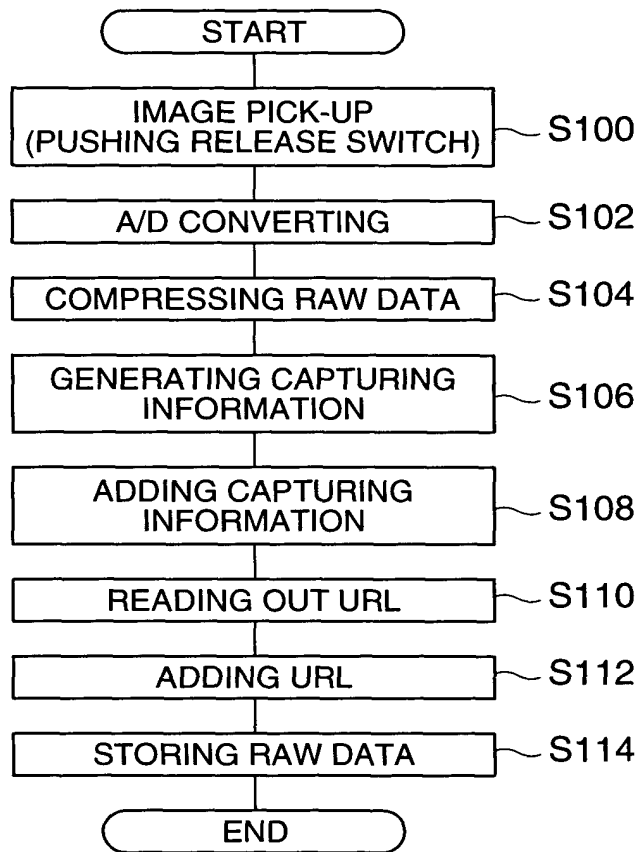 START
IMAGE PICK-UP
(PUSHING RELEASE SWITCH)
S100
A/D CONVERTING
S102
COMPRESSING RAW DATA
S104
GENERATING CAPTURING
INFORMATION
S106
ADDING CAPTURING
INFORMATION
S108
READING OUT URL
S110
ADDING URL
S112
STORING RAW DATA
S114
END